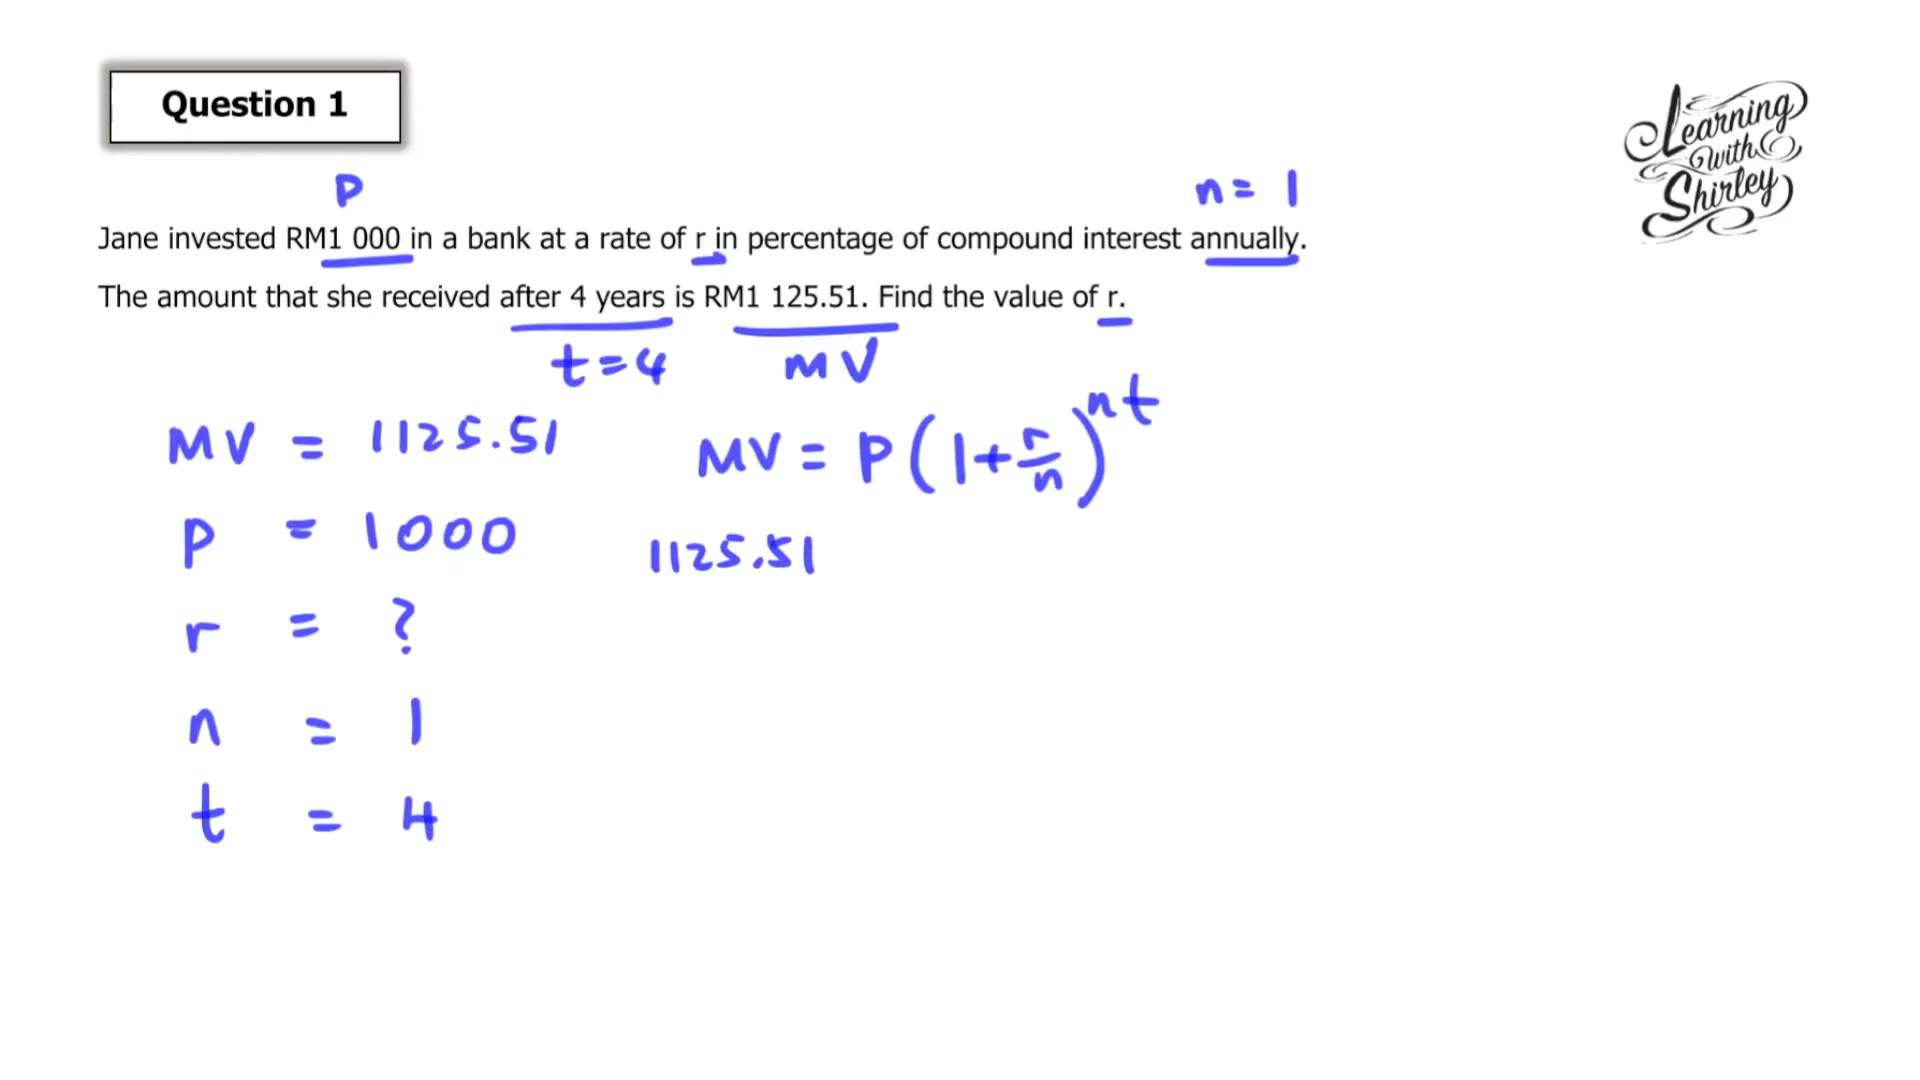 Question 1
Learning
with
Shirley
P
n = 1
Jane invested RM1 000 in a bank at a rate of r in percentage of compound interest annually.
The amount that she received after 4 years is RM1 125.51. Find the value of r.
t = 4
MV
MV = 1125.51
MV = P(1+r/n)^nt
P = 1000
1125.51
r = ?
n = 1
t = 4